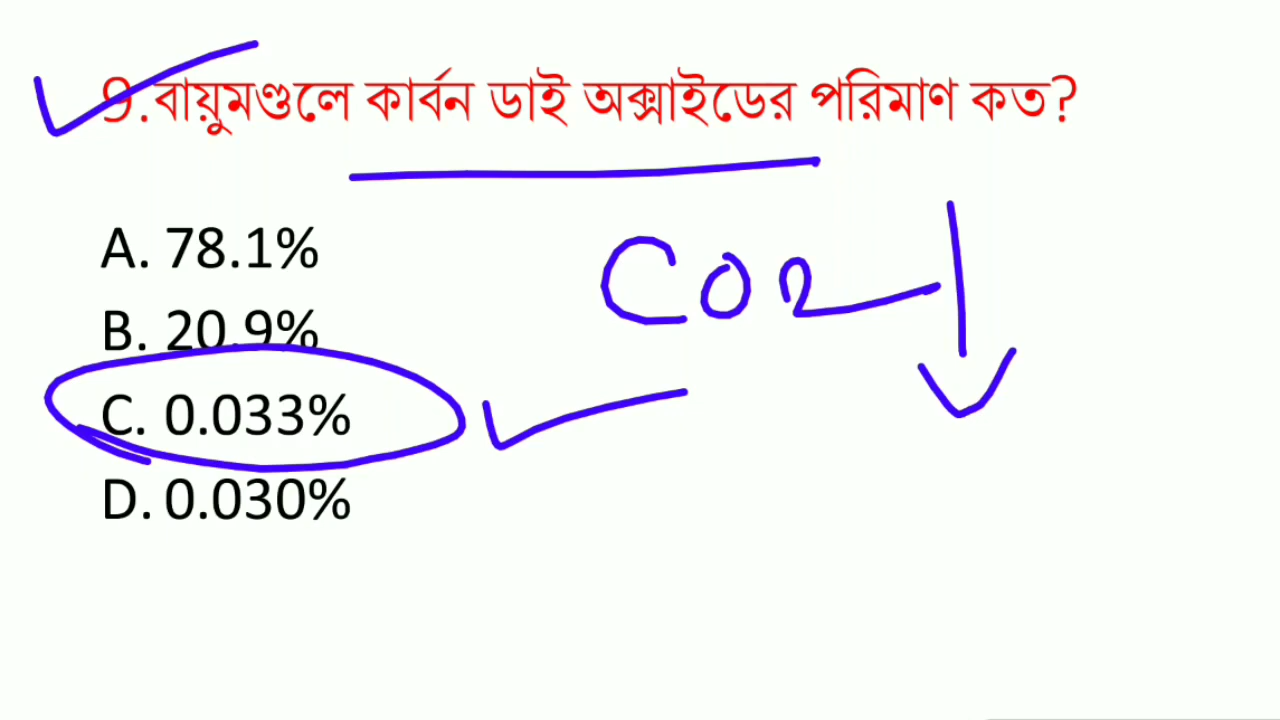 9.বায়ুমণ্ডলে কার্বন ডাই অক্সাইডের পরিমাণ কত?
A. 78.1%
B. 20.9%
CO2
C. 0.033%
D. 0.030%